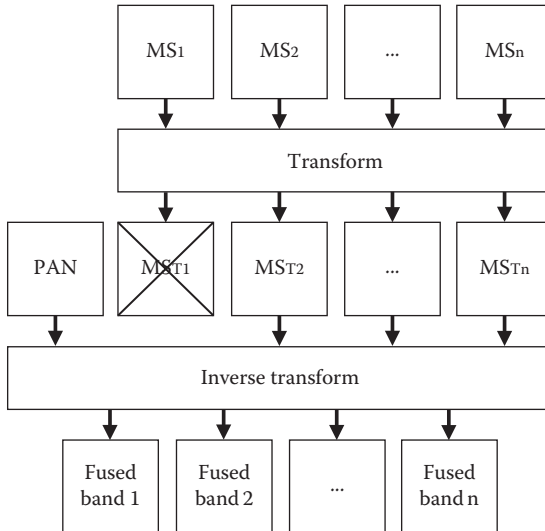 MS1 MS2 ... MSn
Transform
PAN MST1 MST2 ... MSTn
Inverse transform
Fused band 1 Fused band 2 ... Fused band n